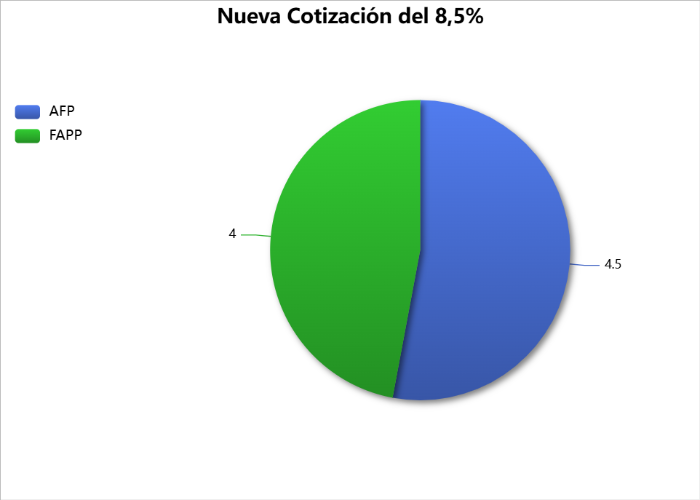 Nueva Cotización del 8,5%
AFP
FAPP
4
4.5